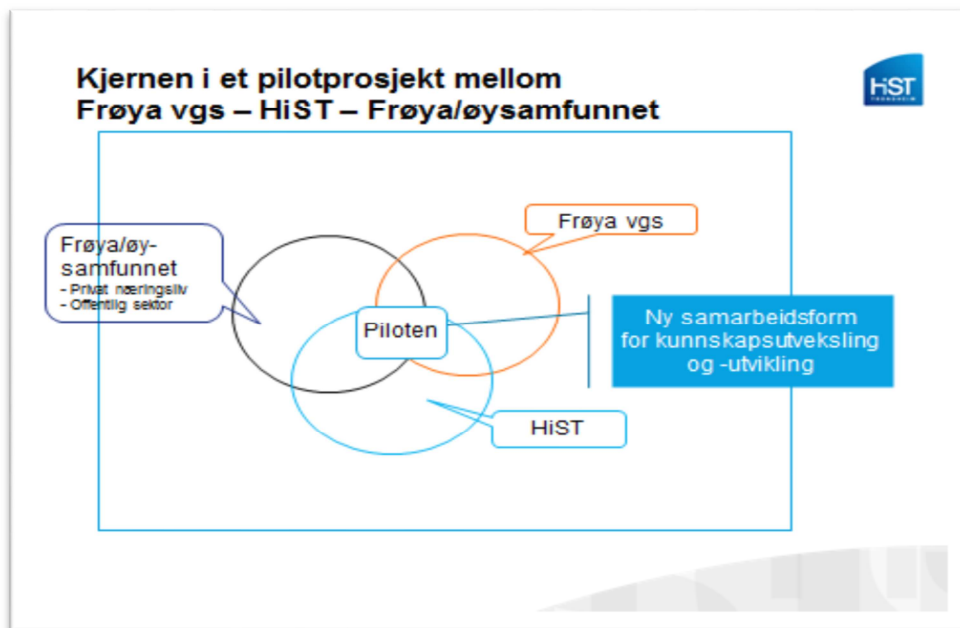 Kjernen i et pilotprosjekt mellom
Frøya vgs – HiST – Frøya/øysamfunnet
HiST
TRONDHEIM
Frøya vgs
Frøya/øy-
samfunnet
- Privat næringsliv
- Offentlig sektor
Piloten
Ny samarbeidsform
for kunnskapsutveksling
og -utvikling
HiST